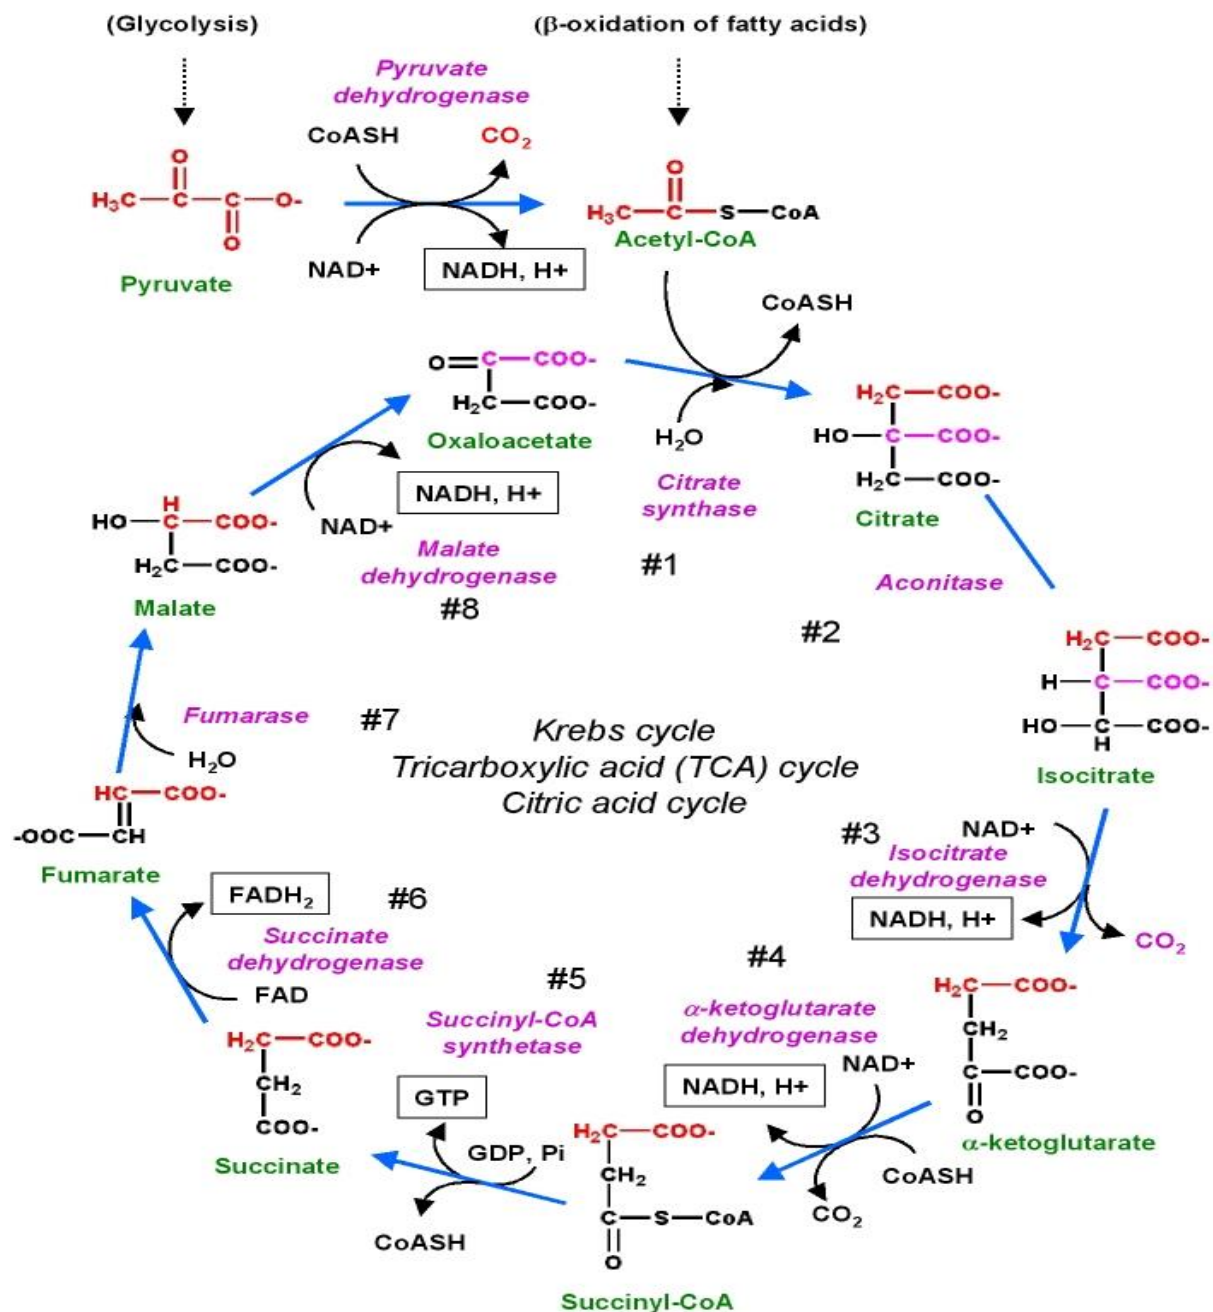 (Glycolysis)
(β-oxidation of fatty acids)
Pyruvate
dehydrogenase
CoASH
CO₂
O
H₃C—C—C—O-
O
Pyruvate
NAD+
NADH, H+
O
H₃C—C—S—CoA
Acetyl-CoA
CoASH
O=C—COO-
H₂C—COO-
Oxaloacetate
H₂O
Citrate
synthase
#1
H₂C—COO-
HO—C—COO-
H₂C—COO-
Citrate
Aconitase
#2
H₂C—COO-
H—C—COO-
HO—C—COO-
H
Isocitrate
#3
NAD+
Isocitrate
dehydrogenase
NADH, H+
CO₂
H₂C—COO-
CH₂
C—COO-
O
α-ketoglutarate
#4
α-ketoglutarate
dehydrogenase
NAD+
NADH, H+
CoASH
CO₂
H₂C—COO-
CH₂
C—S—CoA
O
Succinyl-CoA
#5
Succinyl-CoA
synthetase
GTP
GDP, Pi
CoASH
H₂C—COO-
CH₂
COO-
Succinate
#6
FADH₂
Succinate
dehydrogenase
FAD
HC—COO-
-OOC—CH
Fumarate
#7
Fumarase
H₂O
H
HO—C—COO-
H₂C—COO-
Malate
NAD+
NADH, H+
Malate
dehydrogenase
#8
Krebs cycle
Tricarboxylic acid (TCA) cycle
Citric acid cycle